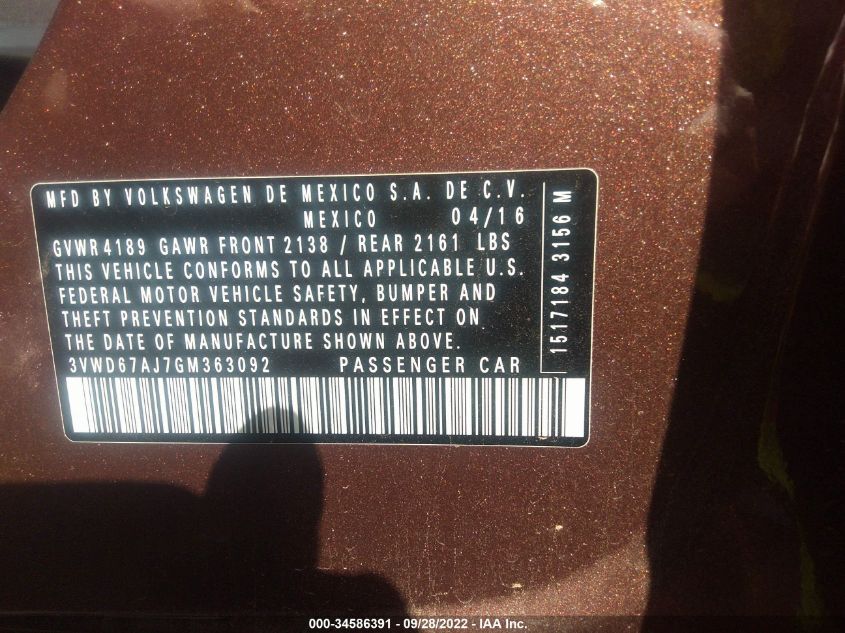 MFD BY VOLKSWAGEN DE MEXICO S.A. DE C.V.
MEXICO 04/16
GVWR 4189 GAWR FRONT 2138 / REAR 2161 LBS
THIS VEHICLE CONFORMS TO ALL APPLICABLE U.S.
FEDERAL MOTOR VEHICLE SAFETY, BUMPER AND
THEFT PREVENTION STANDARDS IN EFFECT ON
THE DATE OF MANUFACTURE SHOWN ABOVE.
3VWD67AJ7GM363092 PASSENGER CAR
1517184 3156 M
000-34586391 - 09/28/2022 - IAA Inc.